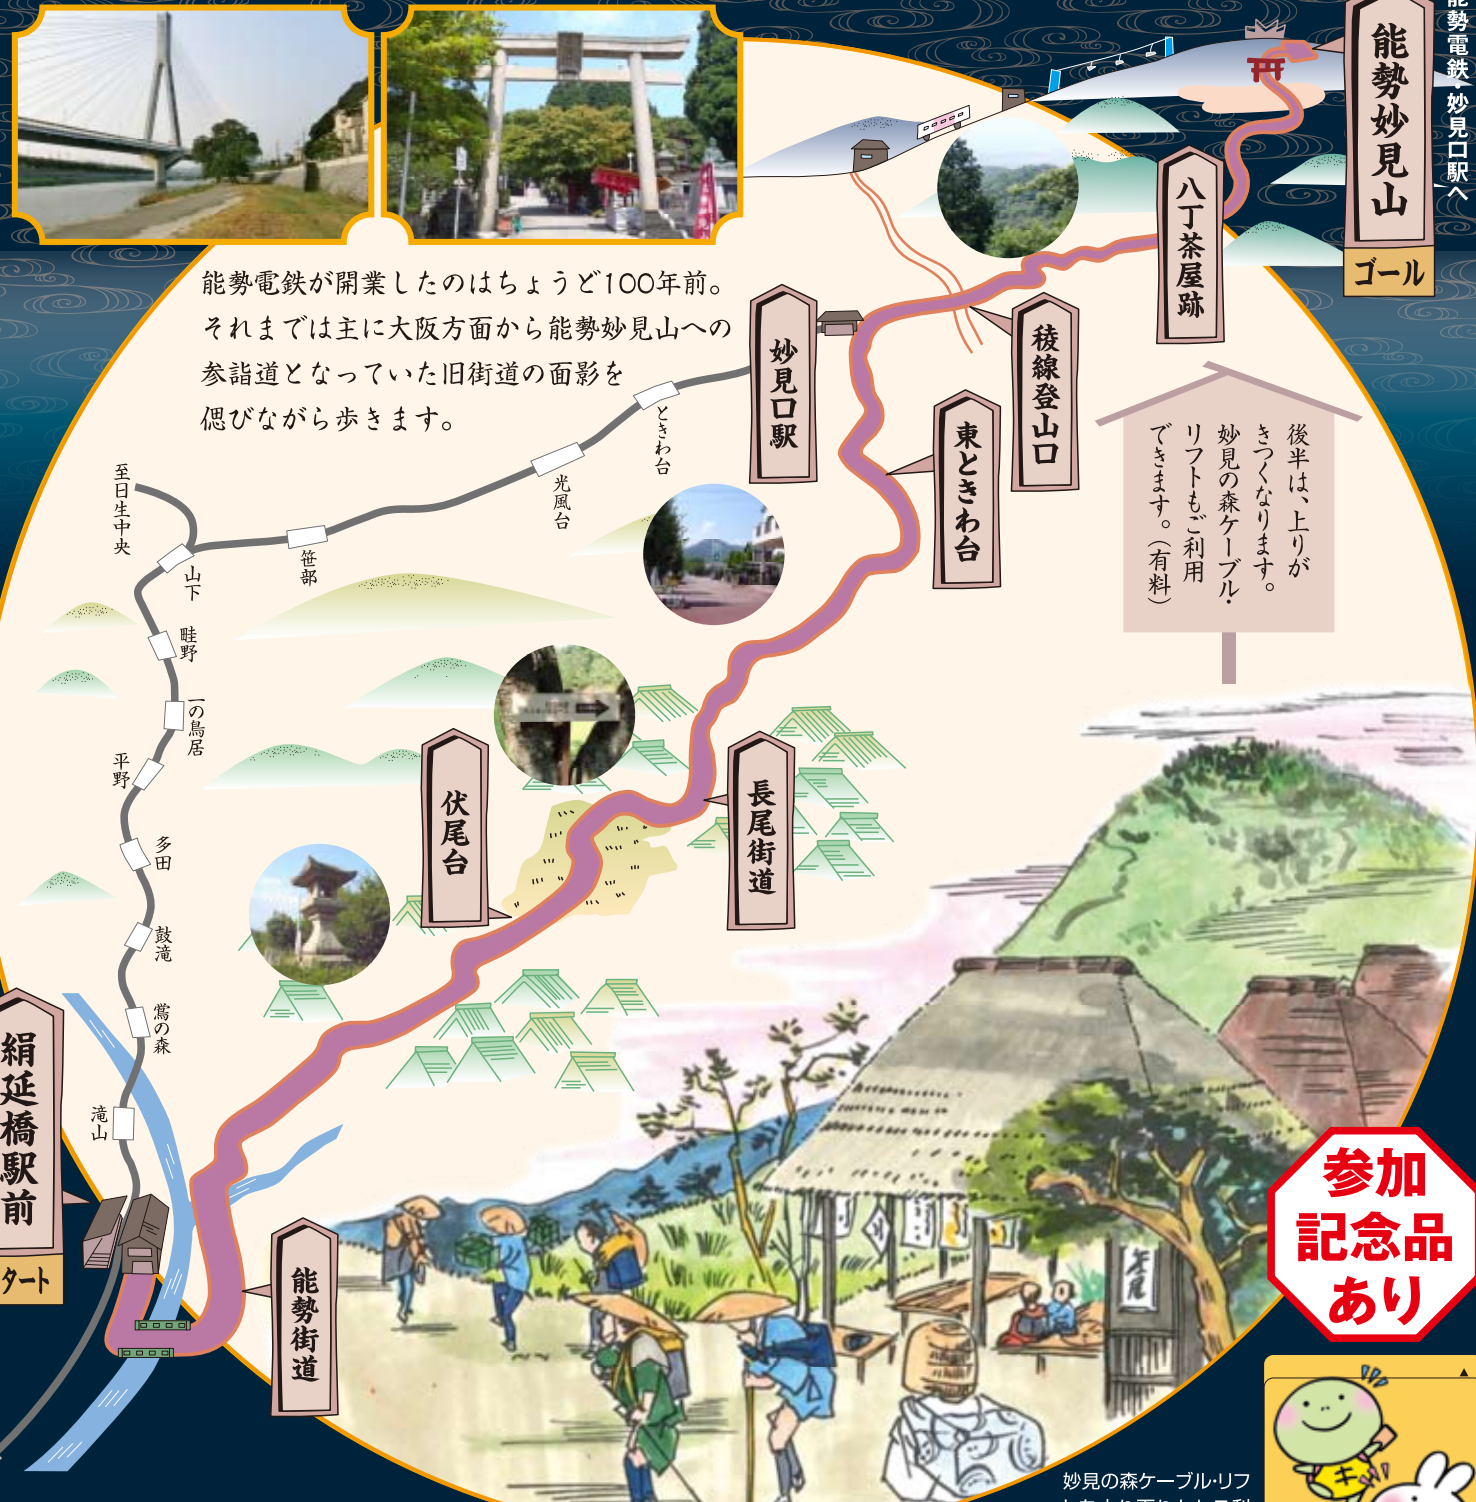 能勢電鉄・妙見口駅へ
能勢妙見山
ゴール
八丁茶屋跡
能勢電鉄が開業したのはちょうど100年前。
それまでは主に大阪方面から能勢妙見山への
参詣道となっていた旧街道の面影を
偲びながら歩きます。
妙見口駅
稜線登山口
東ときわ台
後半は、上りが
きつくなります。
妙見の森ケーブル・
リフトもご利用
できます。(有料)
ときわ台
光風台
笹部
至日生中央
山下
畦野
一の鳥居
平野
多田
鼓滝
鶯の森
滝山
伏尾台
長尾街道
絹延橋駅前
タート
能勢街道
参加
記念品
あり
妙見の森ケーブル・リフ